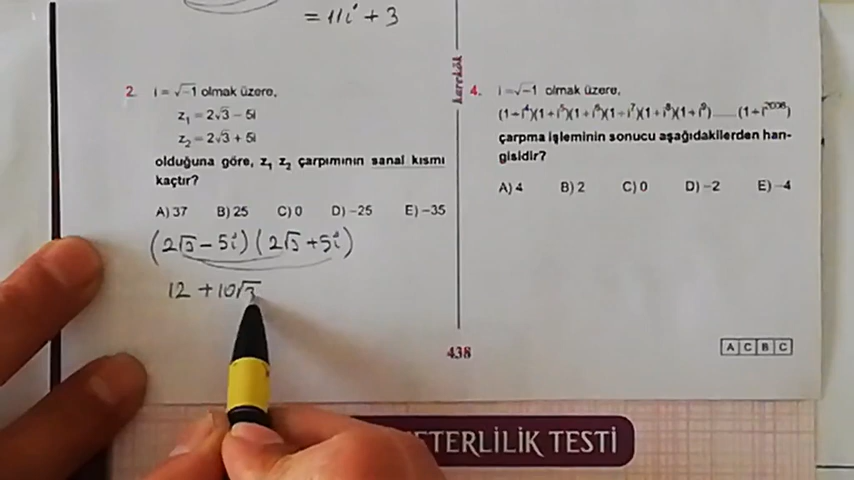 = 11i + 3
2. i = √-1 olmak üzere,
z₁ = 2√3 - 5i
z₂ = 2√3 + 5i
olduğuna göre, z₁ z₂ çarpımının sanal kısmı
kaçtır?
A) 37 B) 25 C) 0 D) -25 E) -35
(2√3 - 5i) (2√3 + 5i)
12 + 10√3
karekök
4. i = √-1 olmak üzere,
(1+i⁴)(1+i⁵)(1+i⁶)(1+i⁷)(1+i⁸)(1+i⁹) ...... (1+i²⁰⁰⁸)
çarpma işleminin sonucu aşağıdakilerden han-
gisidir?
A) 4 B) 2 C) 0 D) -2 E) -4
438
A C B C
ETERLİLİK TESTİ